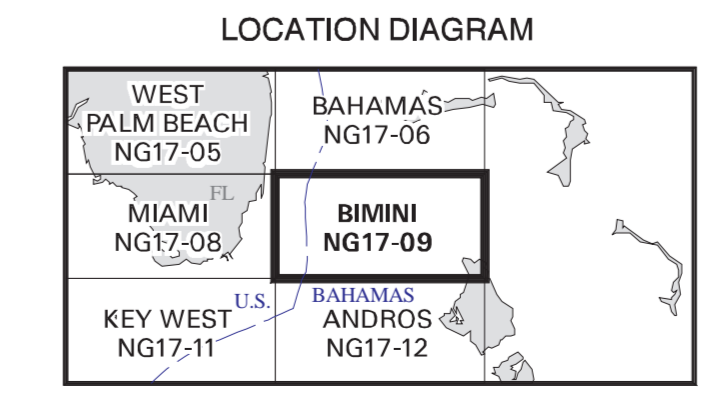 LOCATION DIAGRAM
WEST
PALM BEACH
NG17-05
BAHAMAS
NG17-06
FL
MIAMI
NG17-08
BIMINI
NG17-09
U.S.
BAHAMAS
KEY WEST
NG17-11
ANDROS
NG17-12